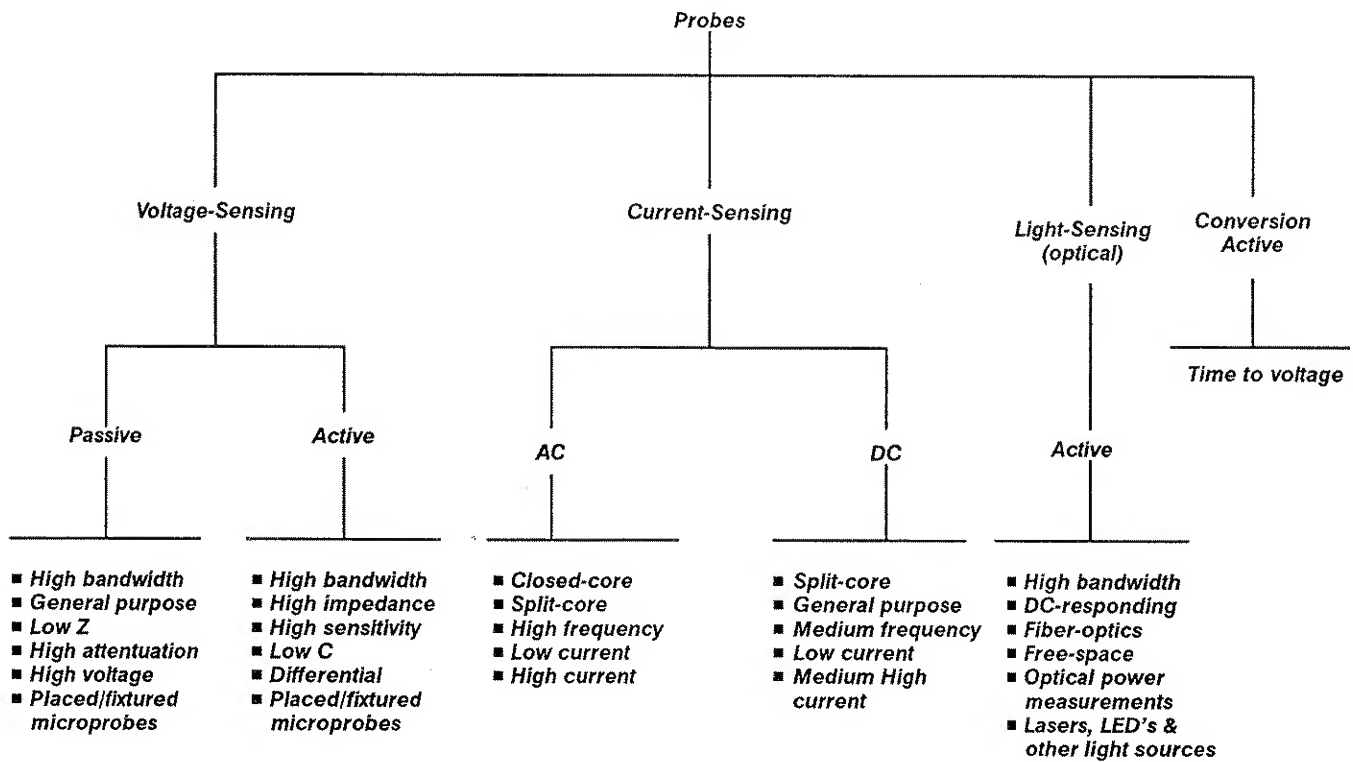 Probes
Voltage-Sensing
Current-Sensing
Light-Sensing
(optical)
Conversion
Active
Time to voltage
Passive
Active
AC
DC
Active
■ High bandwidth
■ General purpose
■ Low Z
■ High attentuation
■ High voltage
■ Placed/fixtured
microprobes
■ High bandwidth
■ High impedance
■ High sensitivity
■ Low C
■ Differential
■ Placed/fixtured
microprobes
■ Closed-core
■ Split-core
■ High frequency
■ Low current
■ High current
■ Split-core
■ General purpose
■ Medium frequency
■ Low current
■ Medium High
current
■ High bandwidth
■ DC-responding
■ Fiber-optics
■ Free-space
■ Optical power
measurements
■ Lasers, LED's &
other light sources